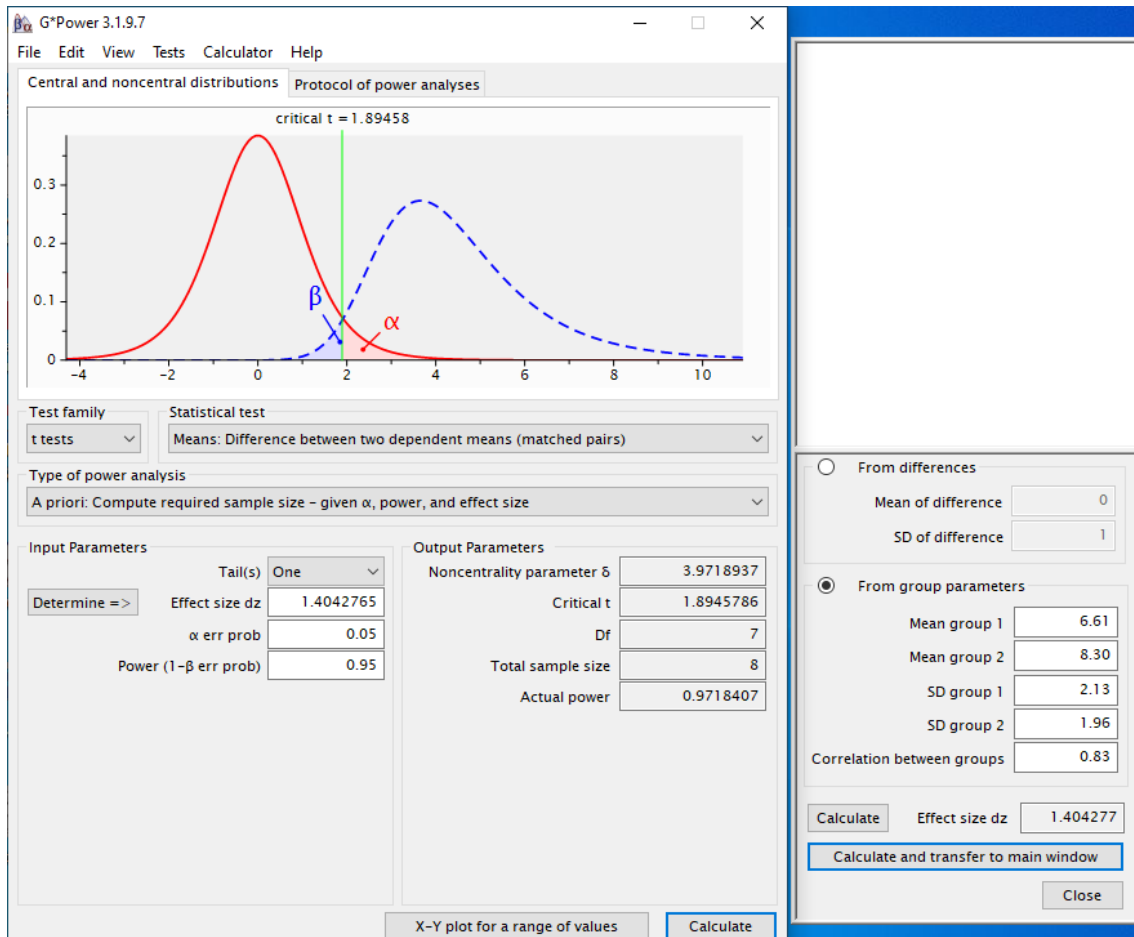 G*Power 3.1.9.7
File Edit View Tests Calculator Help
Central and noncentral distributions Protocol of power analyses
critical t = 1.89458
0.3
0.2
0.1
0
β
α
-4 -2 0 2 4 6 8 10
Test family
t tests
Statistical test
Means: Difference between two dependent means (matched pairs)
Type of power analysis
A priori: Compute required sample size – given α, power, and effect size
Input Parameters
Tail(s) One
Determine => Effect size dz 1.4042765
α err prob 0.05
Power (1-β err prob) 0.95
Output Parameters
Noncentrality parameter δ 3.9718937
Critical t 1.8945786
Df 7
Total sample size 8
Actual power 0.9718407
X-Y plot for a range of values Calculate
From differences
Mean of difference 0
SD of difference 1
From group parameters
Mean group 1 6.61
Mean group 2 8.30
SD group 1 2.13
SD group 2 1.96
Correlation between groups 0.83
Calculate Effect size dz 1.404277
Calculate and transfer to main window
Close